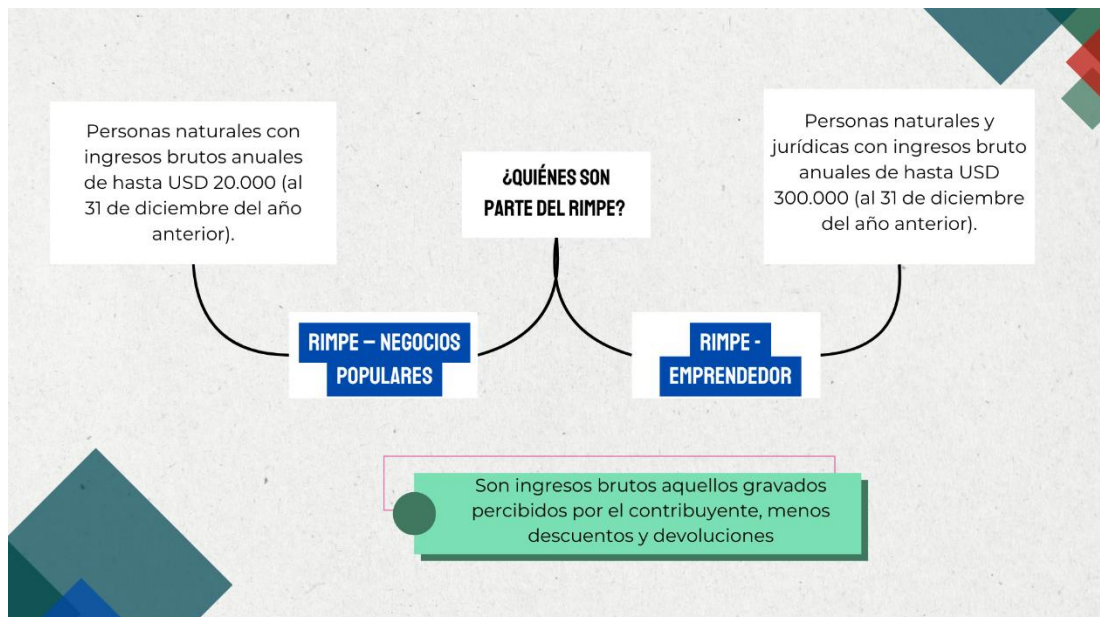 ¿QUIÉNES SON
PARTE DEL RIMPE?
Personas naturales con
ingresos brutos anuales
de hasta USD 20.000 (al
31 de diciembre del año
anterior).
RIMPE – NEGOCIOS
POPULARES
Personas naturales y
jurídicas con ingresos bruto
anuales de hasta USD
300.000 (al 31 de diciembre
del año anterior).
RIMPE -
EMPRENDEDOR
Son ingresos brutos aquellos gravados
percibidos por el contribuyente, menos
descuentos y devoluciones